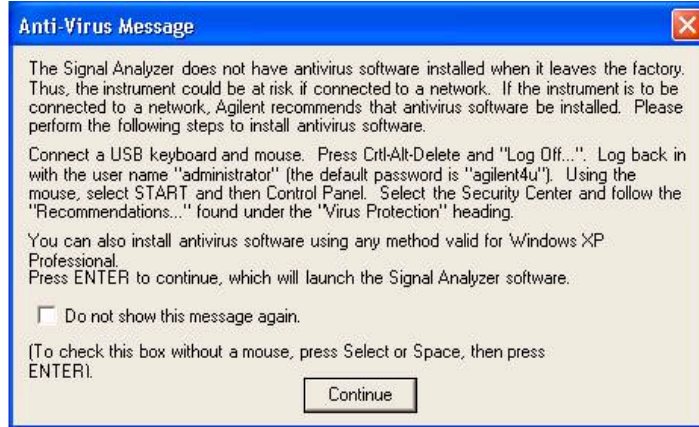 Anti-Virus Message
The Signal Analyzer does not have antivirus software installed when it leaves the factory.
Thus, the instrument could be at risk if connected to a network.  If the instrument is to be
connected to a network, Agilent recommends that antivirus software be installed.  Please
perform the following steps to install antivirus software.
Connect a USB keyboard and mouse.  Press Crtl-Alt-Delete and "Log Off...".  Log back in
with the user name "administrator" (the default password is "agilent4u").  Using the
mouse, select START and then Control Panel.  Select the Security Center and follow the
"Recommendations..." found under the "Virus Protection" heading.
You can also install antivirus software using any method valid for Windows XP
Professional.
Press ENTER to continue, which will launch the Signal Analyzer software.
Do not show this message again.
(To check this box without a mouse, press Select or Space, then press
ENTER).
Continue